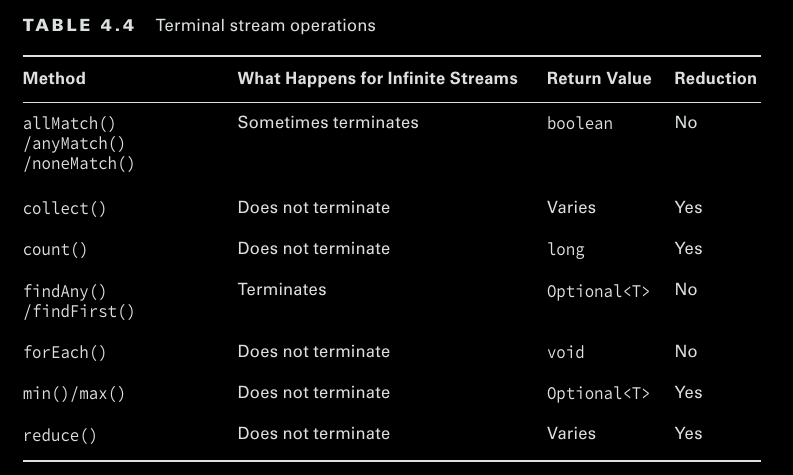 TABLE 4.4 Terminal stream operations
Method What Happens for Infinite Streams Return Value Reduction
allMatch() Sometimes terminates boolean No
/anyMatch()
/noneMatch()
collect() Does not terminate Varies Yes
count() Does not terminate long Yes
findAny() Terminates Optional<T> No
/findFirst()
forEach() Does not terminate void No
min()/max() Does not terminate Optional<T> Yes
reduce() Does not terminate Varies Yes